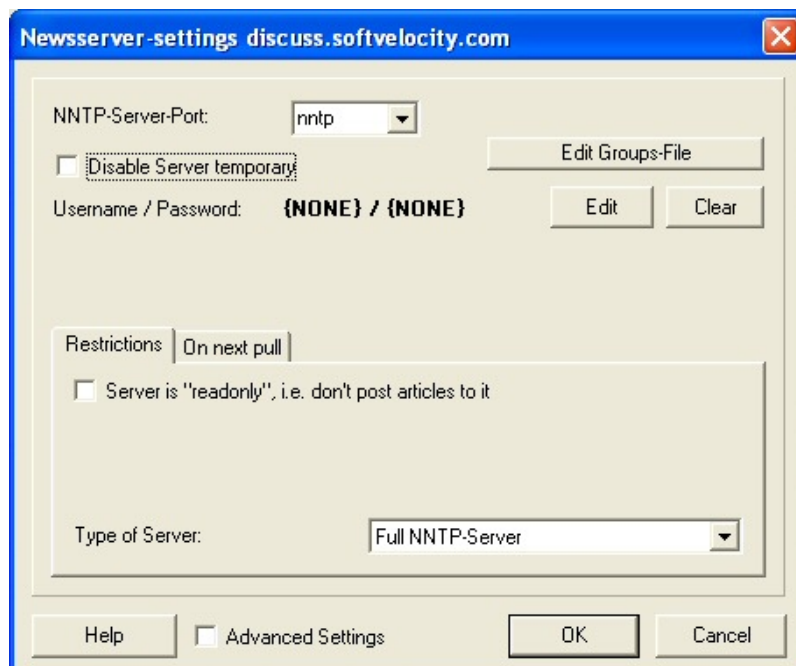 Newsserver-settings discuss.softvelocity.com
NNTP-Server-Port: nntp
Edit Groups-File
Disable Server temporary
Username / Password: {NONE} / {NONE} Edit Clear
Restrictions On next pull
Server is "readonly", i.e. don't post articles to it
Type of Server: Full NNTP-Server
Help Advanced Settings OK Cancel